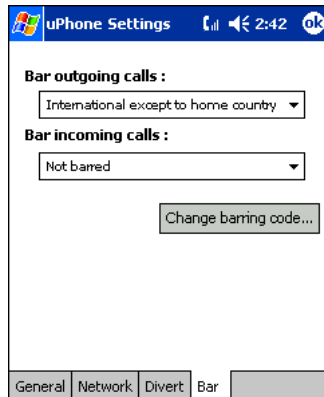 uPhone Settings 2:42 ok
Bar outgoing calls :
International except to home country
Bar incoming calls :
Not barred
Change barring code...
General Network Divert Bar